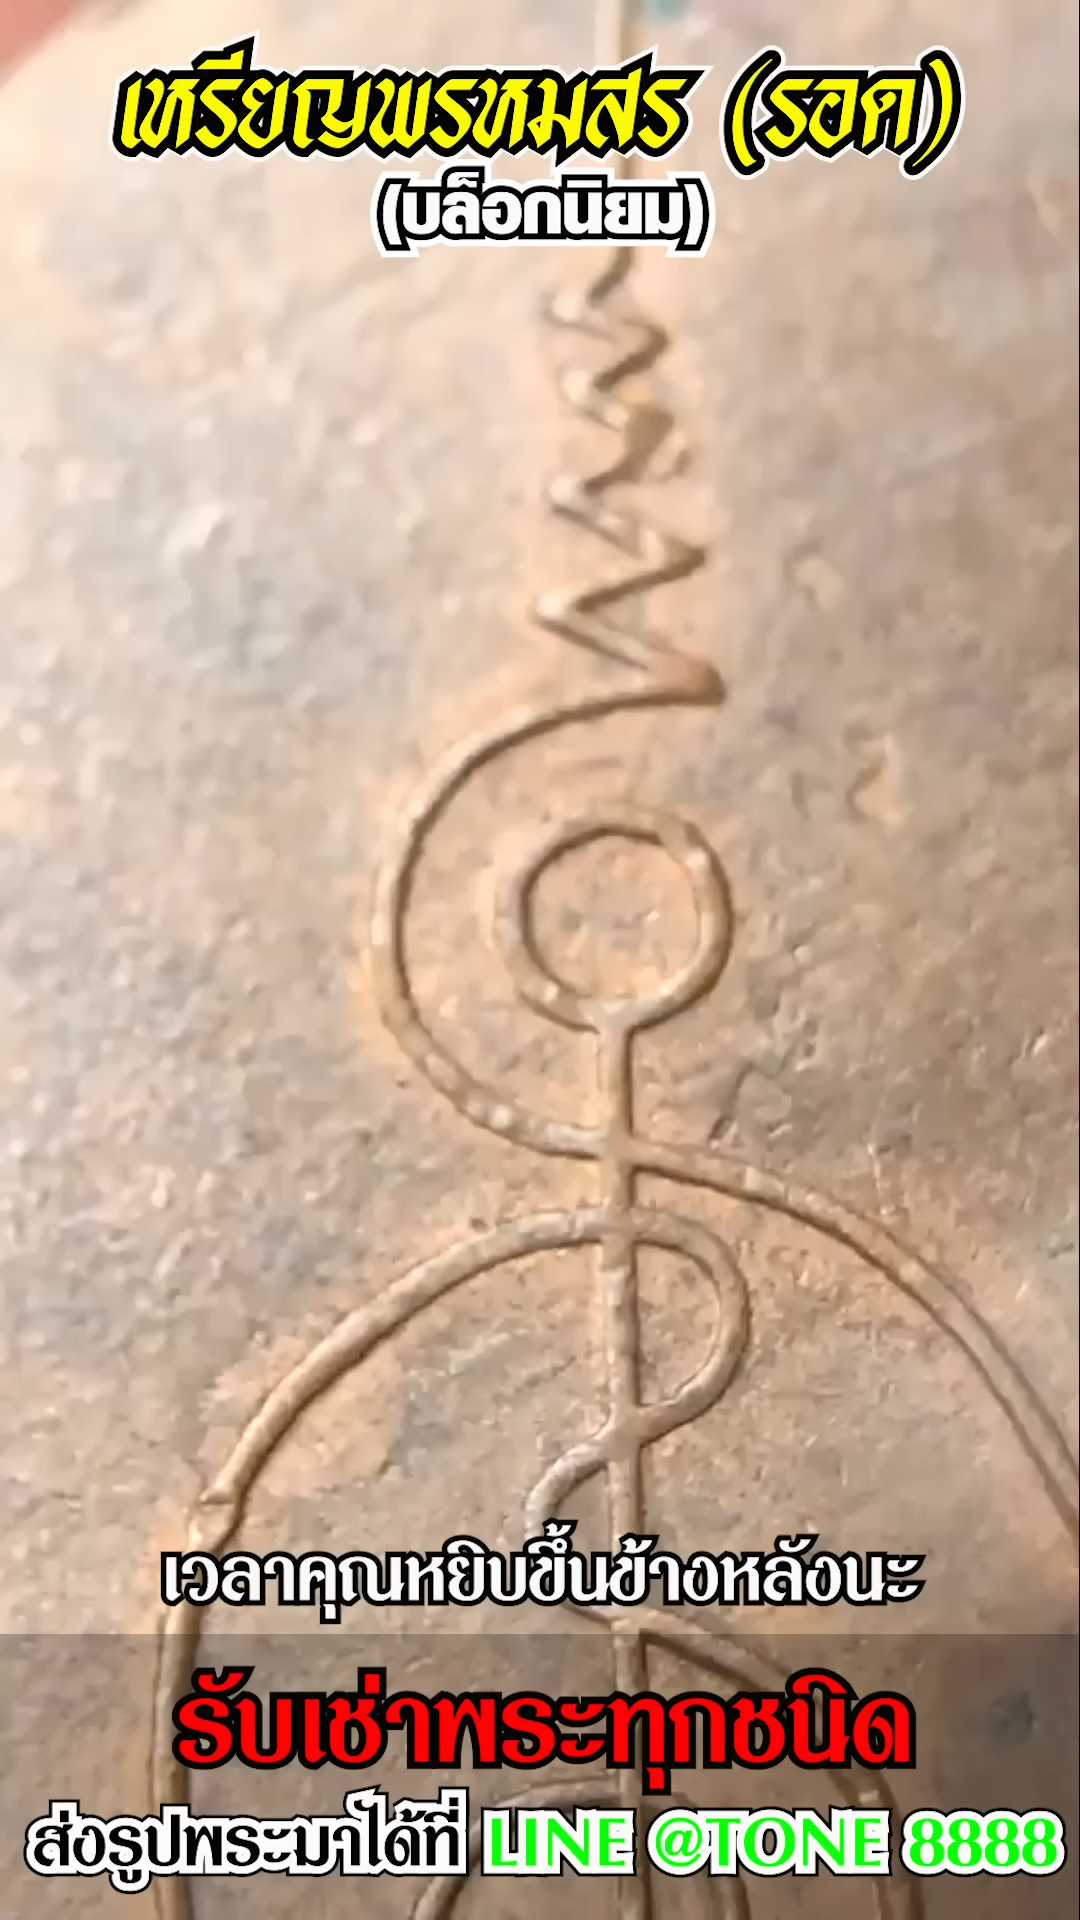 เหรียญพรหมสร (รอด)
(บล็อกนิยม)
เวลาคุณหยิบขึ้นข้างหลังนะ
รับเช่าพระทุกชนิด
ส่งรูปพระมาได้ที่ LINE @TONE 8888